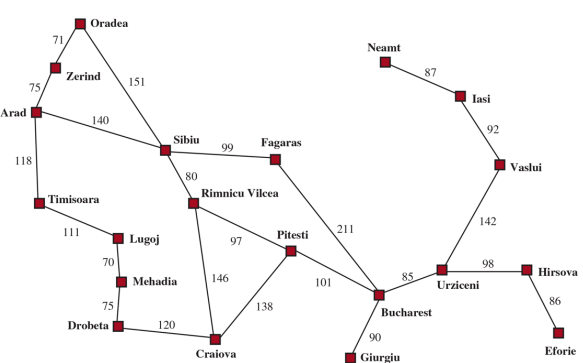 Oradea
71
Neamt
Zerind
87
75
151
Iasi
Arad
140
92
Sibiu
99
Fagaras
118
Vaslui
80
Timisoara
Rimnicu Vilcea
111
211
142
Lugoj
97
Pitesti
70
98
Hirsova
146
85
Mehadia
101
Urziceni
75
138
86
Bucharest
Drobeta
120
90
Craiova
Eforie
Giurgiu